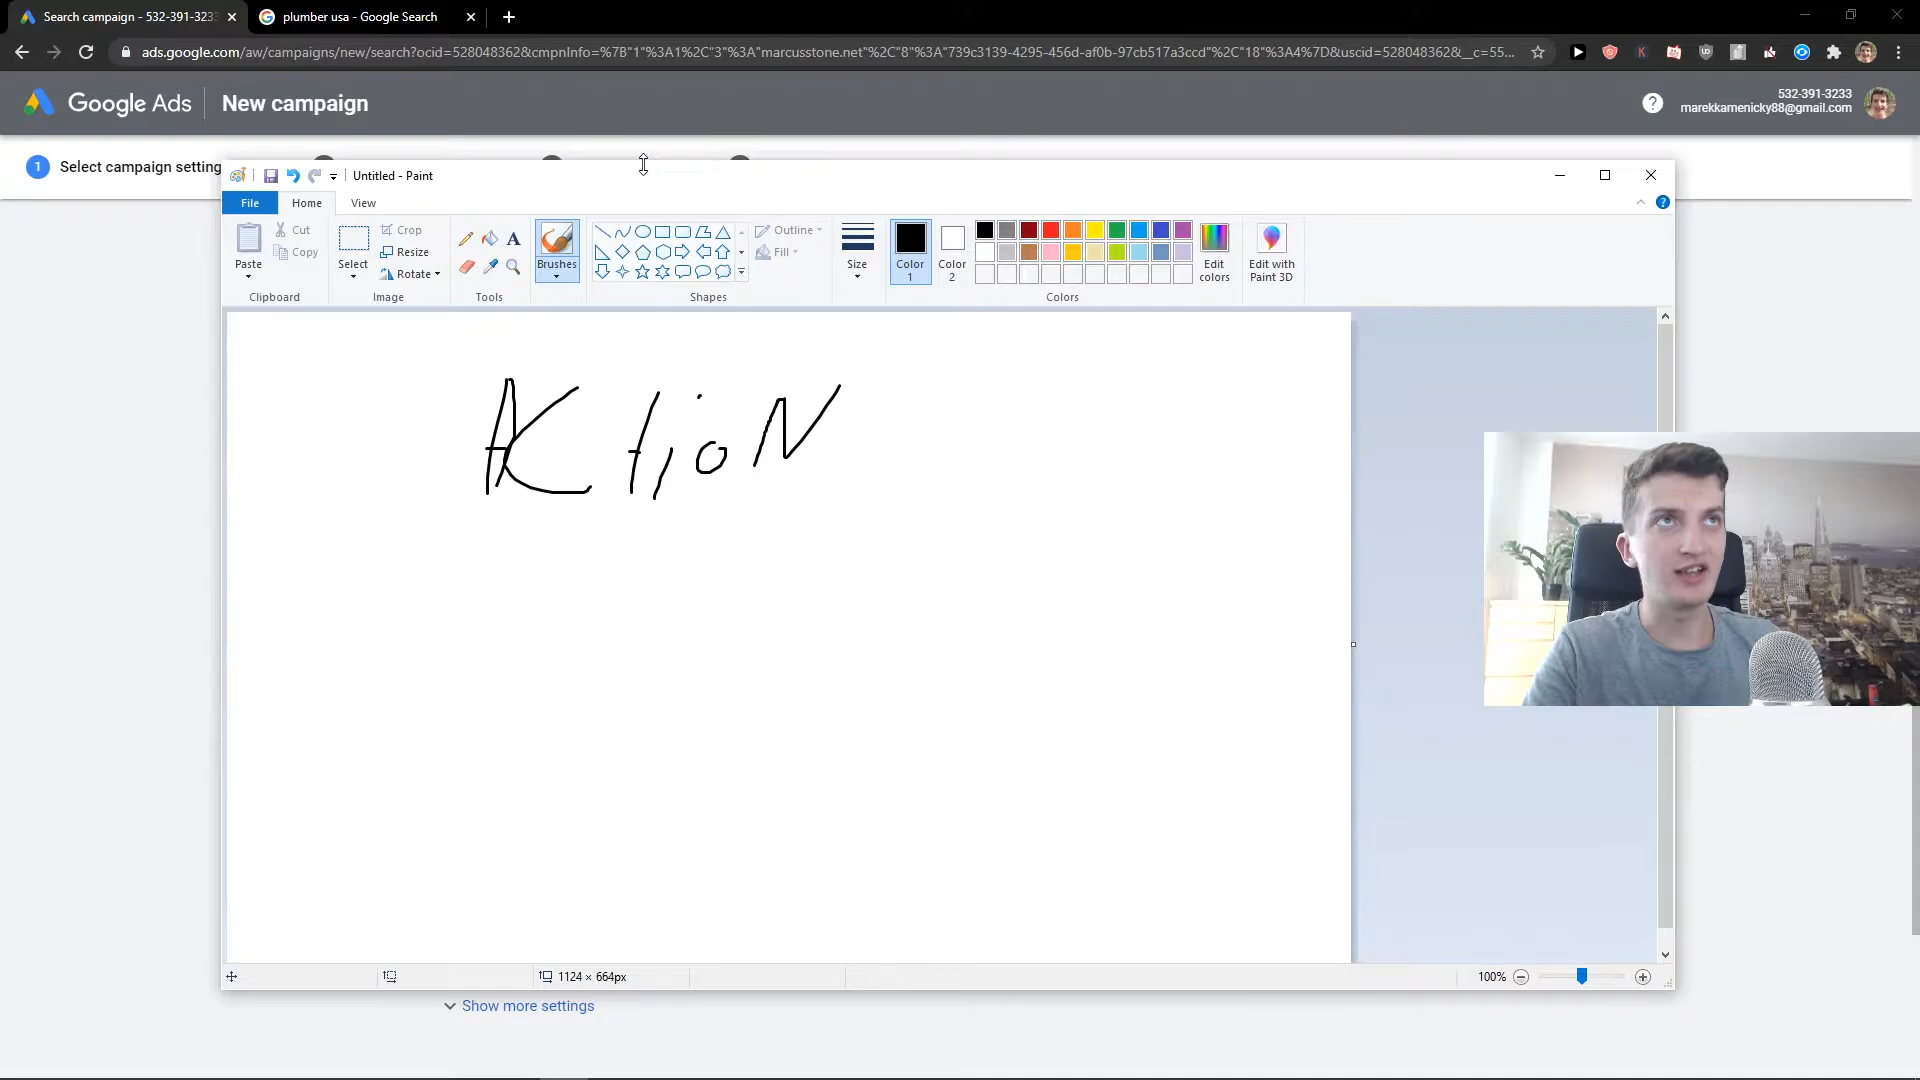 Search campaign - 532-391-3233
plumber usa - Google Search
ads.google.com/aw/campaigns/new/search?ocid=528048362&cmpnInfo=%7B"1"%3A1%2C"3"%3A"marcusstone.net"%2C"8"%3A"739c3139-4295-456d-af0b-97cb517a3ccd"%2C"18"%3A4%7D&uscid=528048362&__c=55...
Google Ads New campaign
532-391-3233
marekkamenicky88@gmail.com
1 Select campaign setting
Untitled - Paint
File Home View
Paste Cut Copy
Clipboard
Select Crop Resize Rotate
Image
Tools
Brushes
Shapes
Outline Fill
Size
Color 1
Color 2
Edit colors
Edit with Paint 3D
Colors
AKtioN
1124 × 664px
100%
Show more settings